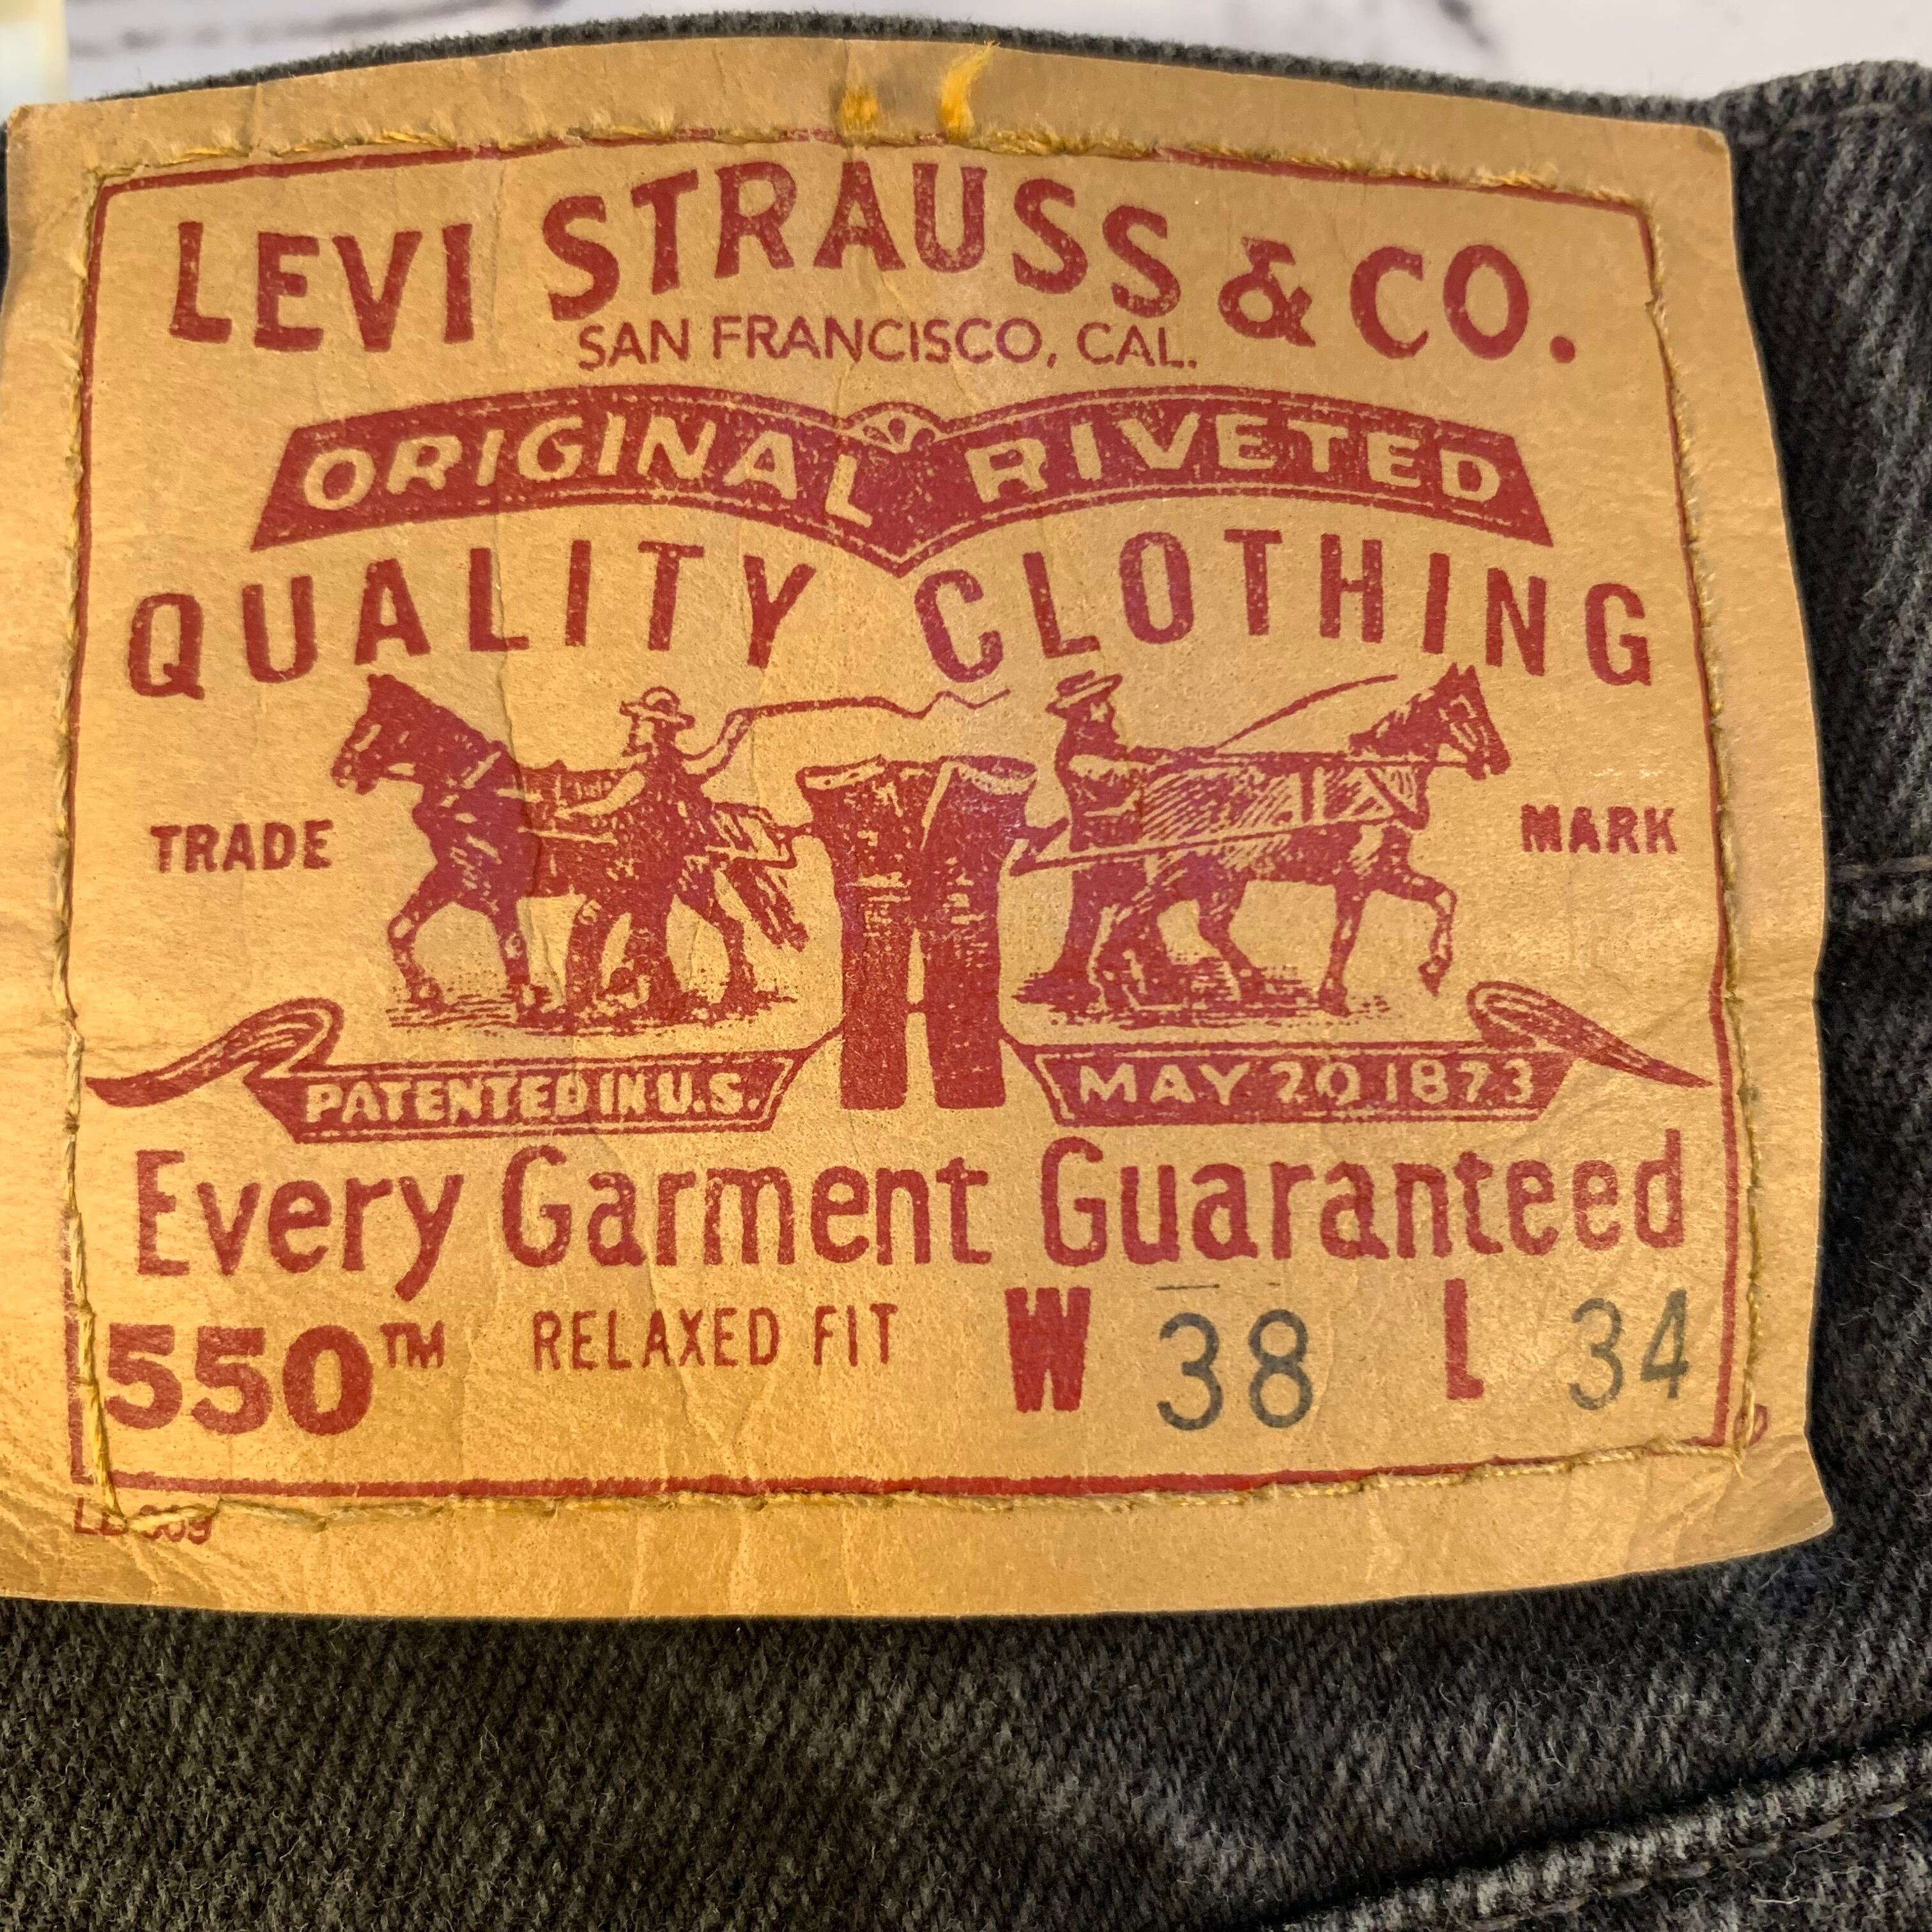 LEVI STRAUSS & CO.
SAN FRANCISCO, CAL.
ORIGINAL RIVETED
QUALITY CLOTHING
TRADE MARK
PATENTED IN U.S. MAY 20 1873
Every Garment Guaranteed
550™ RELAXED FIT W 38 L 34